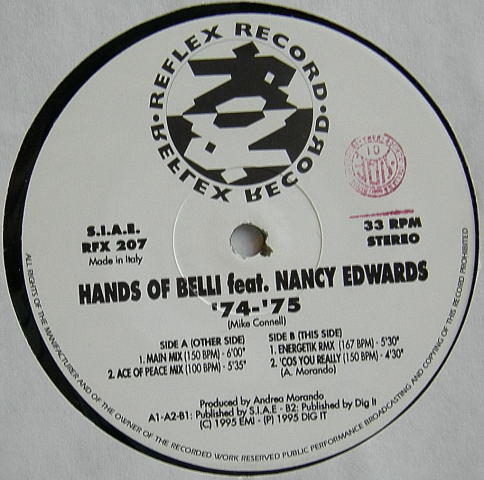 REFLEX RECORD
REFLEX RECORD
S.I.A.E.
RFX 207
Made in Italy
33 RPM
STEREO
HANDS OF BELLI feat. NANCY EDWARDS
'74-'75
(Mike Connell)
SIDE A (OTHER SIDE)
1. MAIN MIX (150 BPM) - 6'00"
2. ACE OF PEACE MIX (100 BPM) - 5'35"
SIDE B (THIS SIDE)
1. ENERGETIK RMX (167 BPM) - 5'30"
2. 'COS YOU REALLY (150 BPM) - 4'30"
(A. Morando)
Produced by Andrea Morando
A1-A2-B1: Published by S.I.A.E - B2: Published by Dig It
(C) 1995 EMI - (P) 1995 DIG IT
ALL RIGHTS OF THE MANUFACTURER AND OF THE OWNER OF THE RECORDED WORK RESERVED PUBLIC PERFORMANCE BROADCASTING AND COPYING OF THIS RECORD PROHIBITED